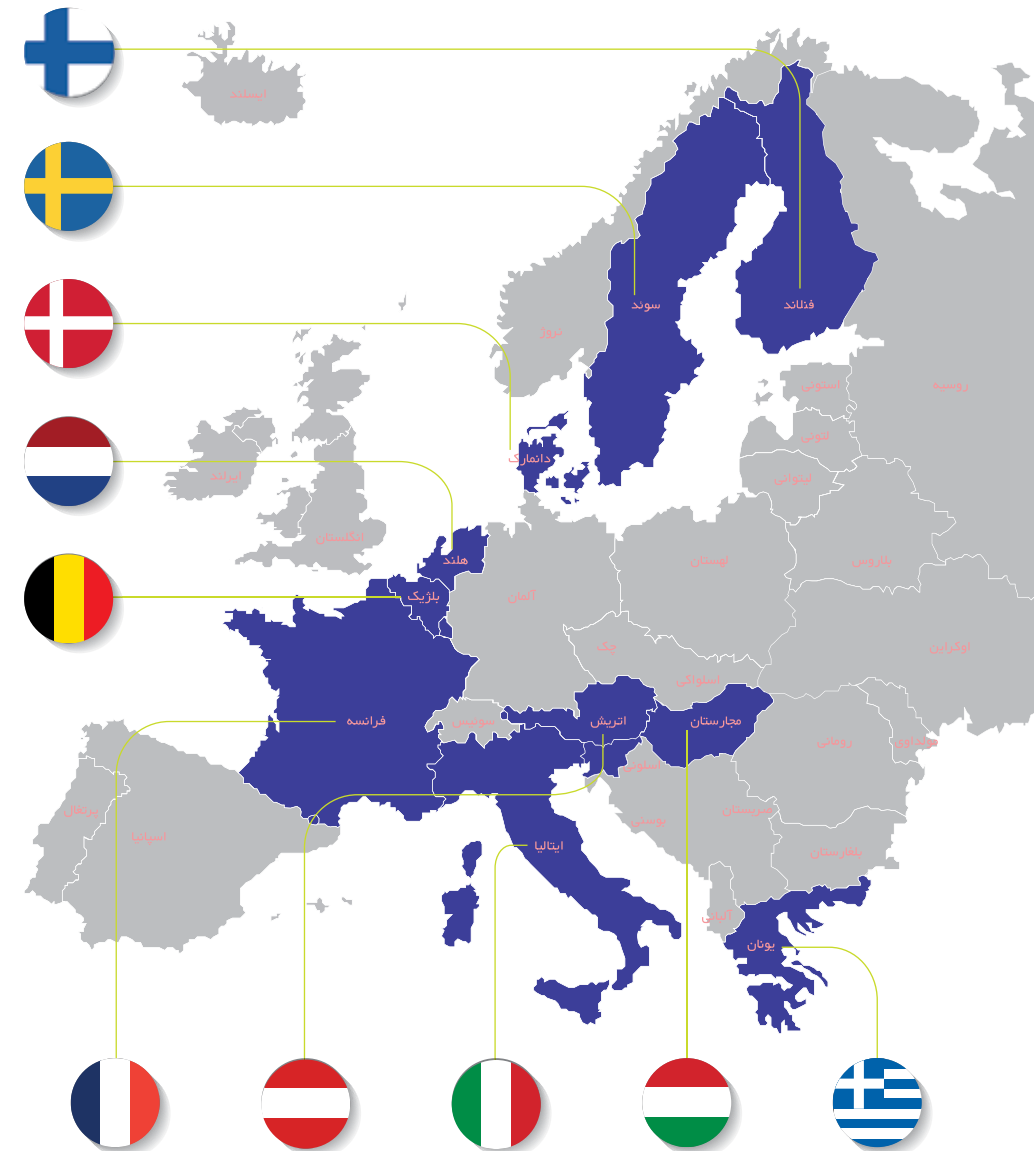 ایسلند
سوئد
فنلاند
نروژ
روسیه
استونی
لتونی
دانمارک
لیتوانی
ایرلند
انگلستان
هلند
لهستان
بلاروس
بلژیک
آلمان
چک
اوکراین
اسلواکی
فرانسه
سوئیس
اتریش
مجارستان
رومانی
مولداوی
اسلونی
پرتغال
اسپانیا
ایتالیا
بوسنی
صربستان
بلغارستان
آلبانی
یونان